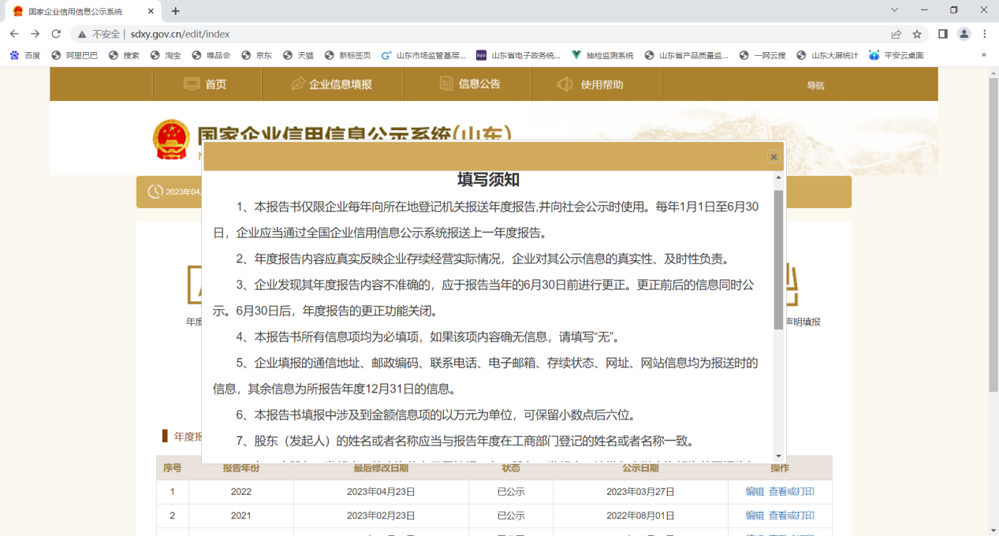 国家企业信用信息公示系统
不安全 | sdxy.gov.cn/edit/index
百度 阿里巴巴 搜索 淘宝 唯品会 京东 天猫 新标签页 山东市场监管基层... 山东省电子政务统... 抽检监测系统 山东省产品质量监... 一网云搜 山东大屏统计 平安云桌面 »
首页 企业信息填报 信息公告 使用帮助 导航
国家企业信用信息公示系统(山东)
2023年04
填写须知
1、本报告书仅限企业每年向所在地登记机关报送年度报告,并向社会公示时使用。每年1月1日至6月30
日，企业应当通过全国企业信用信息公示系统报送上一年度报告。
2、年度报告内容应真实反映企业存续经营实际情况，企业对其公示信息的真实性、及时性负责。
3、企业发现其年度报告内容不准确的，应于报告当年的6月30日前进行更正。更正前后的信息同时公
示。6月30日后，年度报告的更正功能关闭。
4、本报告书所有信息项均为必填项，如果该项内容确无信息，请填写“无”。
5、企业填报的通信地址、邮政编码、联系电话、电子邮箱、存续状态、网址、网站信息均为报送时的
信息，其余信息为所报告年度12月31日的信息。
6、本报告书填报中涉及到金额信息项的以万元为单位，可保留小数点后六位。
7、股东（发起人）的姓名或者名称应当与报告年度在工商部门登记的姓名或者名称一致。
年度 声明填报
年度报
序号 报告年份 最后修改日期 状态 公示日期 操作
1 2022 2023年04月23日 已公示 2023年03月27日 编辑 查看或打印
2 2021 2023年02月23日 已公示 2022年08月01日 编辑 查看或打印